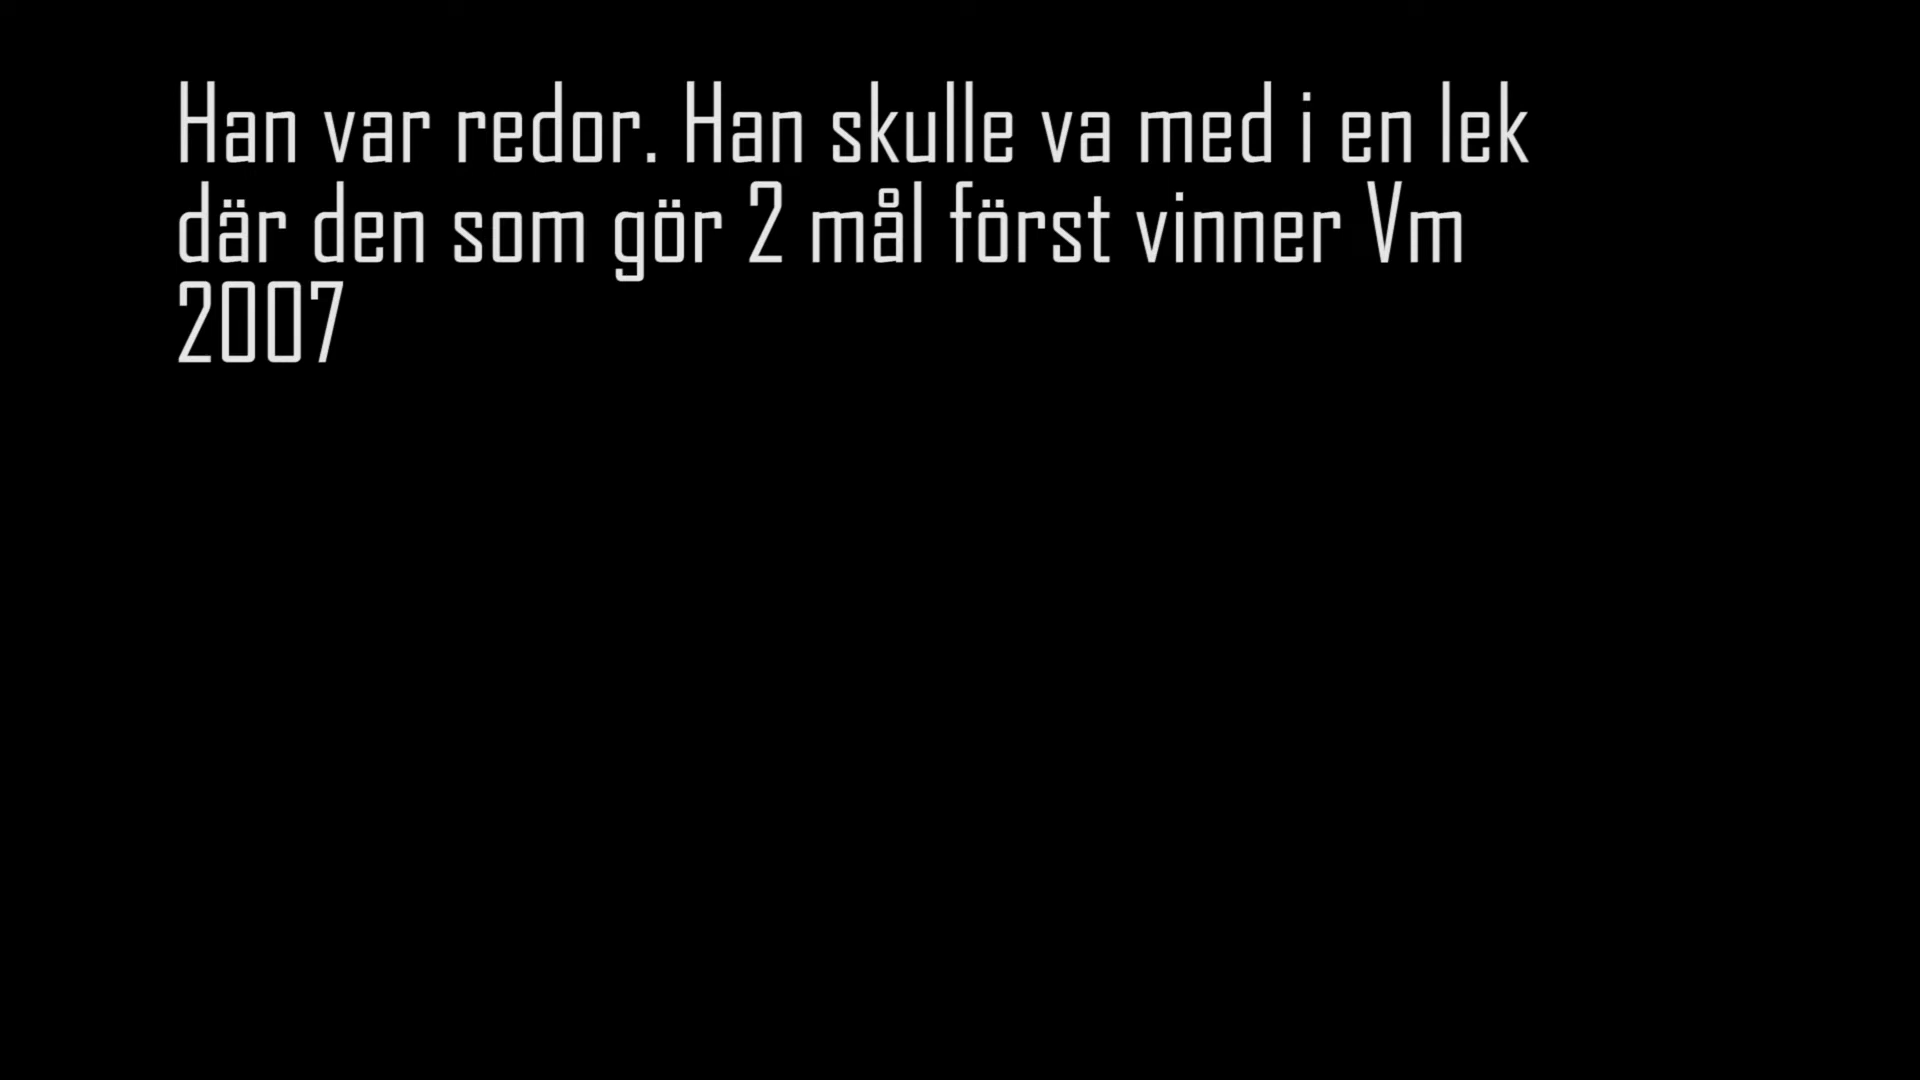 Han var redor. Han skulle va med i en lek
där den som gör 2 mål först vinner Vm
2007